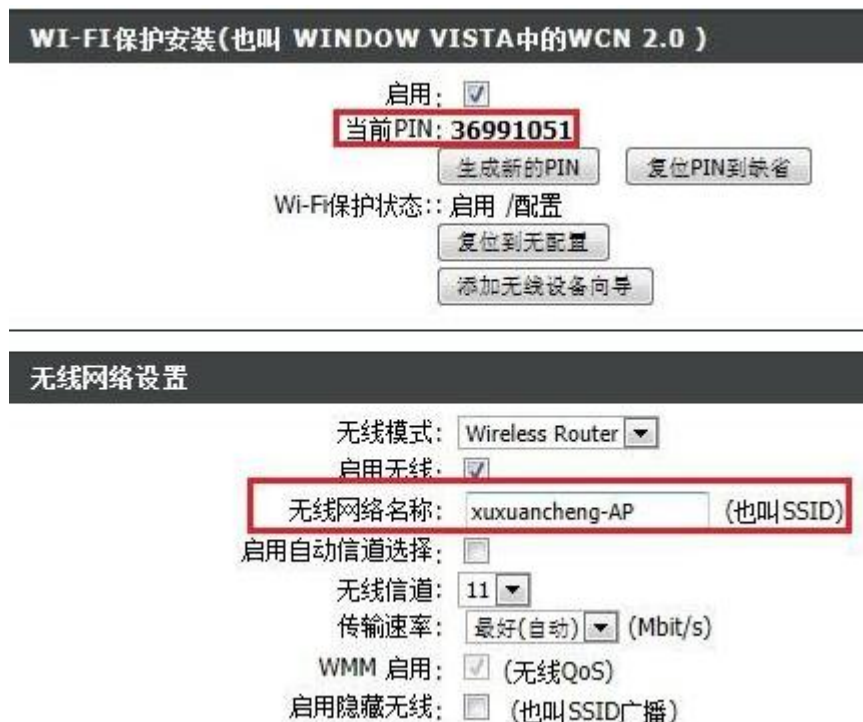 WI-FI保护安装(也叫 WINDOW VISTA中的WCN 2.0 )
启用:
当前PIN: 36991051
生成新的PIN 复位PIN到缺省
Wi-Fi保护状态:: 启用 /配置
复位到无配置
添加无线设备向导
无线网络设置
无线模式: Wireless Router
启用无线:
无线网络名称: xuxuancheng-AP (也叫SSID)
启用自动信道选择:
无线信道: 11
传输速率: 最好(自动) (Mbit/s)
WMM 启用: (无线QoS)
启用隐藏无线: (也叫SSID广播)